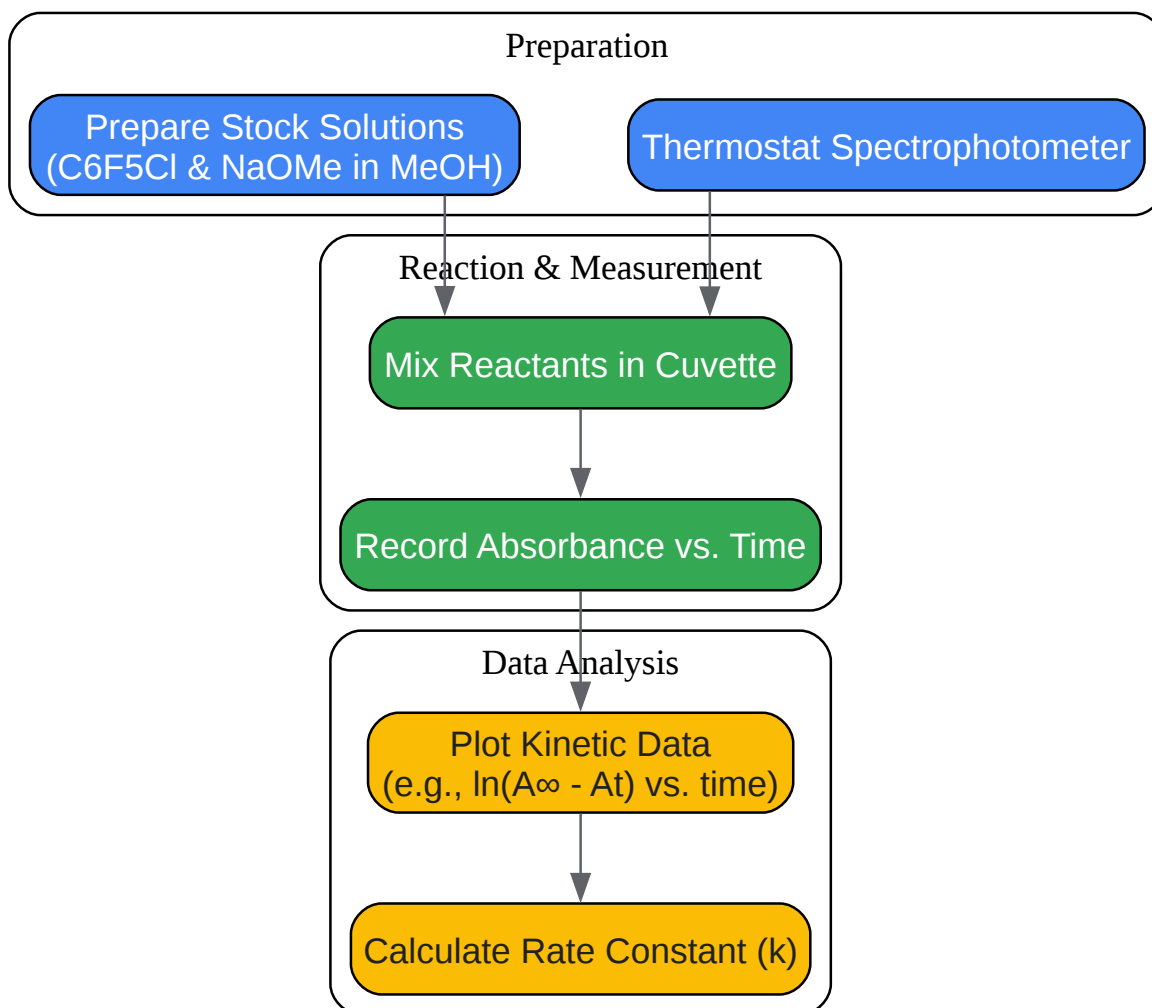 Preparation
Prepare Stock Solutions
(C6F5Cl & NaOMe in MeOH)
Thermostat Spectrophotometer
Reaction & Measurement
Mix Reactants in Cuvette
Record Absorbance vs. Time
Data Analysis
Plot Kinetic Data
(e.g., ln(A∞ - At) vs. time)
Calculate Rate Constant (k)